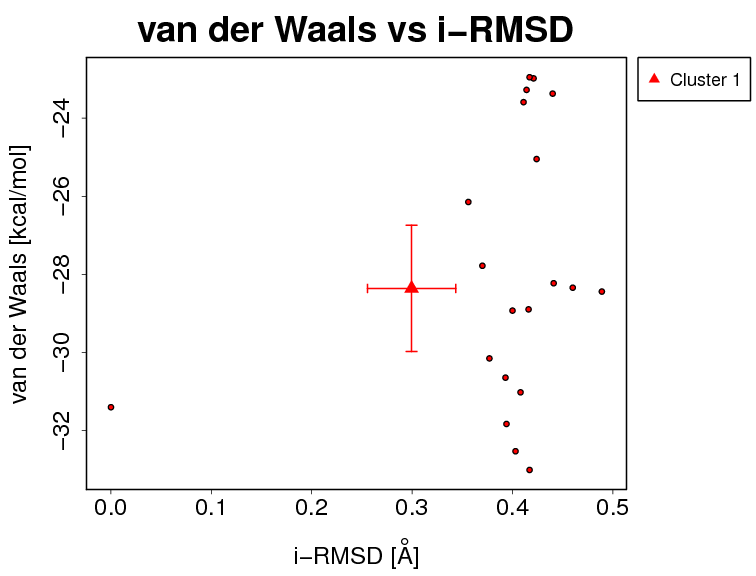 van der Waals vs i−RMSD
Cluster 1
van der Waals [kcal/mol]
−24
−26
−28
−30
−32
0.0 0.1 0.2 0.3 0.4 0.5
i−RMSD [Å]